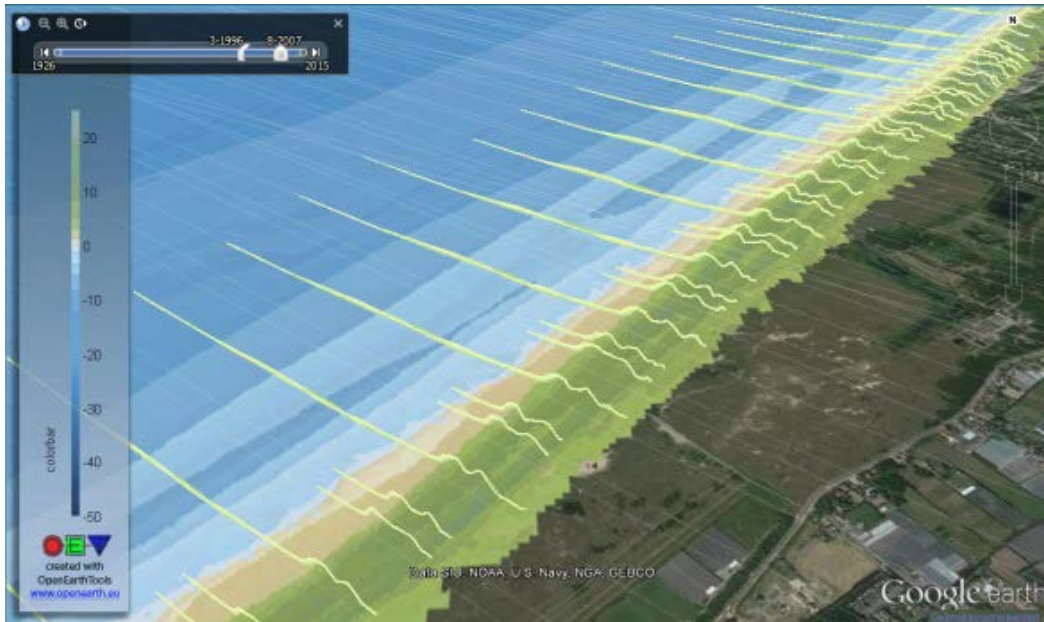 3-1996 8-2007
1926 2015
N
20
10
0
-10
-20
-30
-40
-50
colorbar
created with
OpenEarthTools
www.openearth.eu
Data SIO, NOAA, U.S. Navy, NGA, GEBCO
Google earth